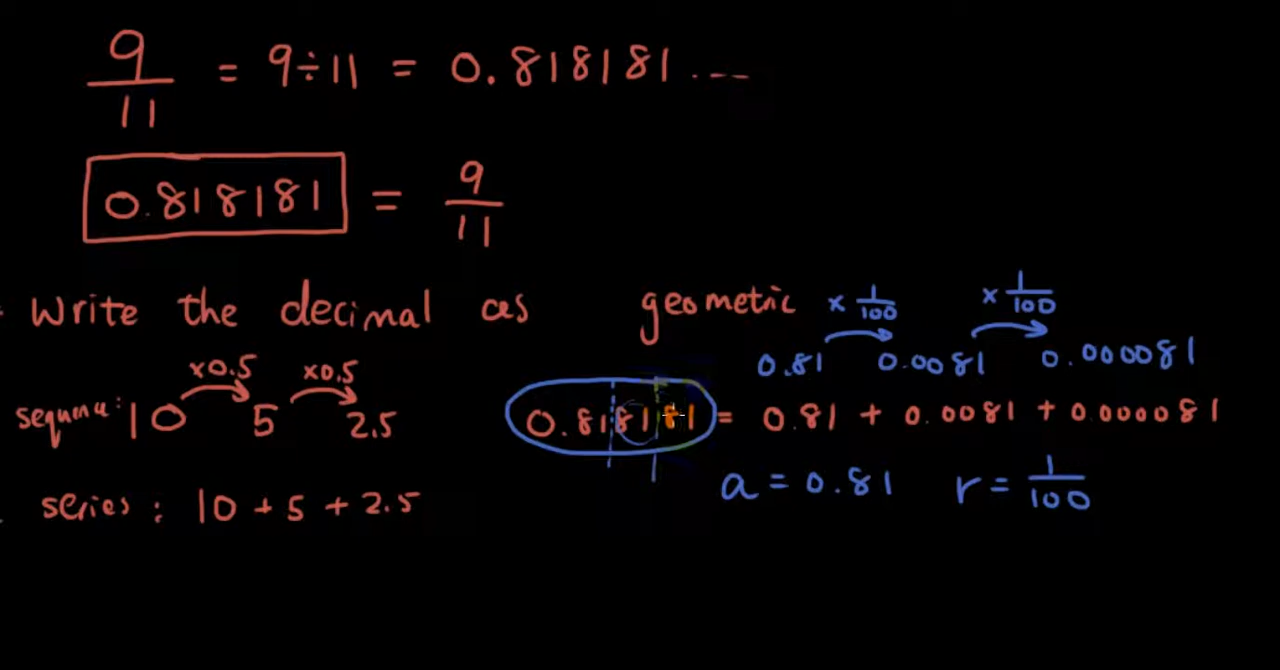 9/11 = 9÷11 = 0.818181....
0.818181 = 9/11
Write the decimal as geometric
×1/100 ×1/100
0.81 0.0081 0.000081
×0.5 ×0.5
10 5 2.5
0.818181 = 0.81 + 0.0081 + 0.000081
a = 0.81 r = 1/100
series: 10 + 5 + 2.5